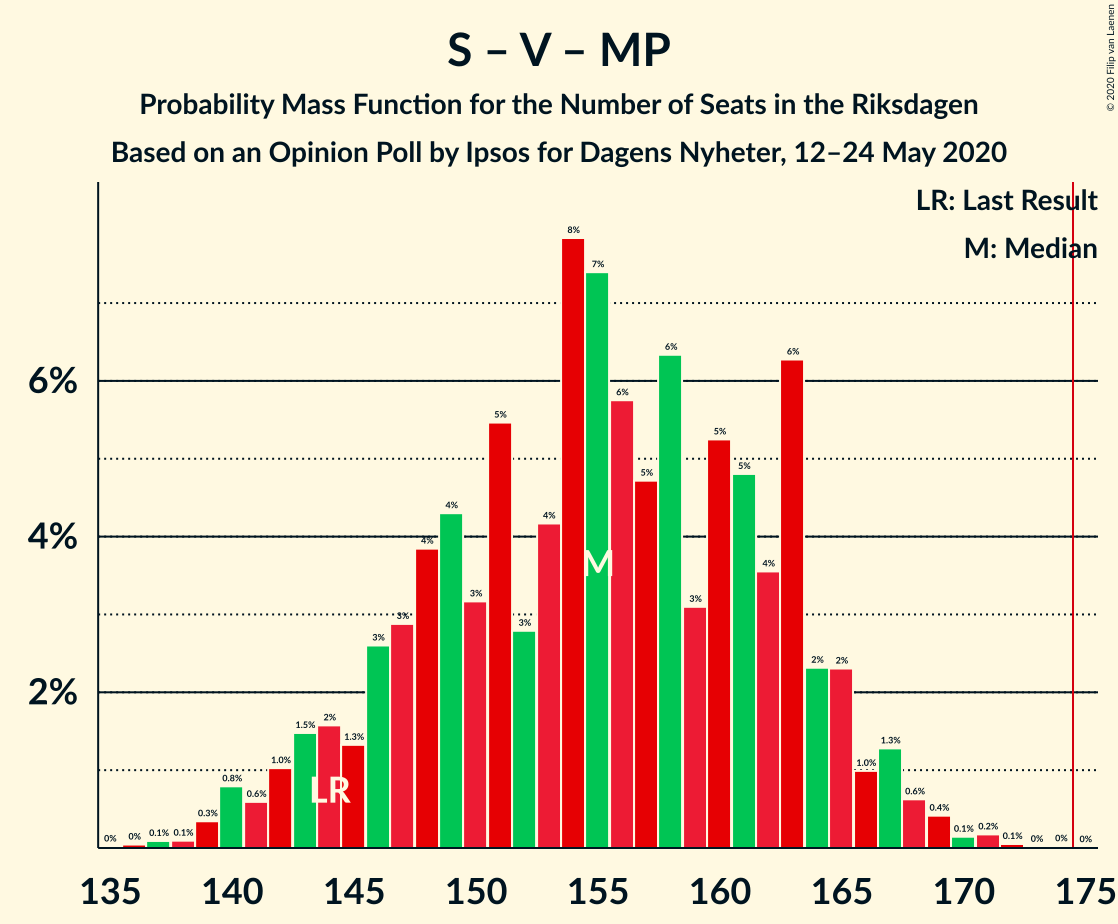 S – V – MP
Probability Mass Function for the Number of Seats in the Riksdagen
Based on an Opinion Poll by Ipsos for Dagens Nyheter, 12–24 May 2020
© 2020 Filip van Laenen
LR: Last Result
M: Median
6%
4%
2%
0% 0% 0.1% 0.1% 0.3% 0.8% 0.6% 1.0% 1.5% 2% 1.3% 3% 3% 4% 4% 3% 5% 3% 4% 8% 7% 6% 5% 6% 3% 5% 5% 4% 6% 2% 2% 1.0% 1.3% 0.6% 0.4% 0.1% 0.2% 0.1% 0% 0% 0%
M
LR
135 140 145 150 155 160 165 170 175